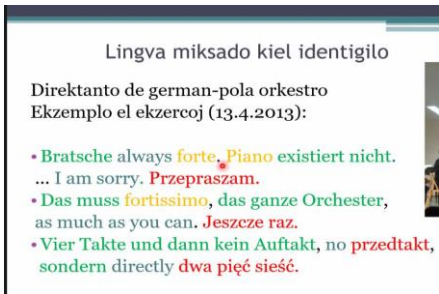 Lingva miksado kiel identigilo
Direktanto de german-pola orkestro
Ekzemplo el ekzercoj (13.4.2013):
• Bratsche always forte. Piano existiert nicht.
... I am sorry. Przepraszam.
• Das muss fortissimo, das ganze Orchester,
as much as you can. Jeszcze raz.
• Vier Takte und dann kein Auftakt, no przedtakt,
sondern directly dwa pięć sieść.